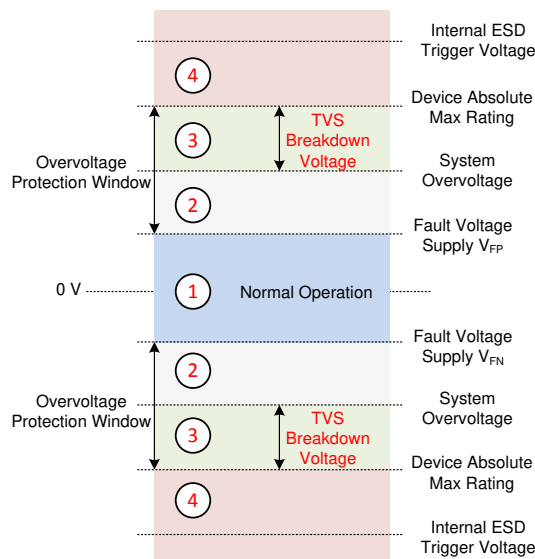 Internal ESD
Trigger Voltage
4
Device Absolute
Max Rating
TVS
Breakdown
Voltage
3
Overvoltage
Protection Window
System
Overvoltage
2
Fault Voltage
Supply VFP
0 V
1
Normal Operation
Fault Voltage
Supply VFN
2
System
Overvoltage
Overvoltage
Protection Window
3
TVS
Breakdown
Voltage
Device Absolute
Max Rating
4
Internal ESD
Trigger Voltage